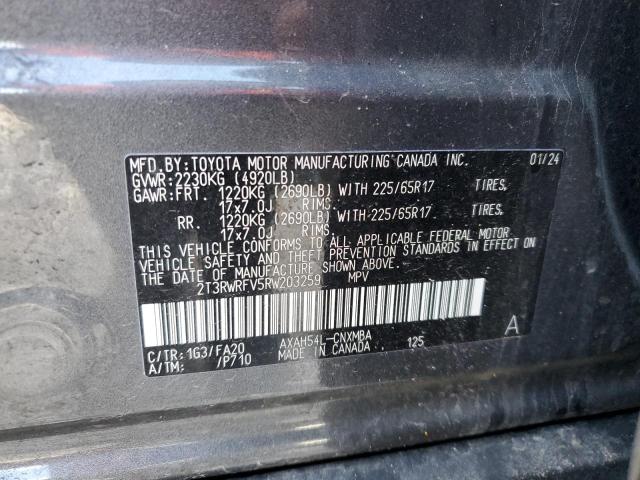 MFD.BY:TOYOTA MOTOR MANUFACTURING CANADA INC. 01/24
GVWR:2230KG (4920LB)
GAWR:FRT. 1220KG (2690LB) WITH 225/65R17 TIRES,
17x7.0J RIMS.
RR. 1220KG (2690LB) WITH 225/65R17 TIRES,
17x7.0J RIMS.
THIS VEHICLE CONFORMS TO ALL APPLICABLE FEDERAL MOTOR
VEHICLE SAFETY AND THEFT PREVENTION STANDARDS IN EFFECT ON
THE DATE OF MANUFACTURE SHOWN ABOVE.
2T3RWRFV5RW203259 MPV
C/TR:1G3/FA20 AXAH54L-CNXMBA 125 A
A/TM: /P710 MADE IN CANADA